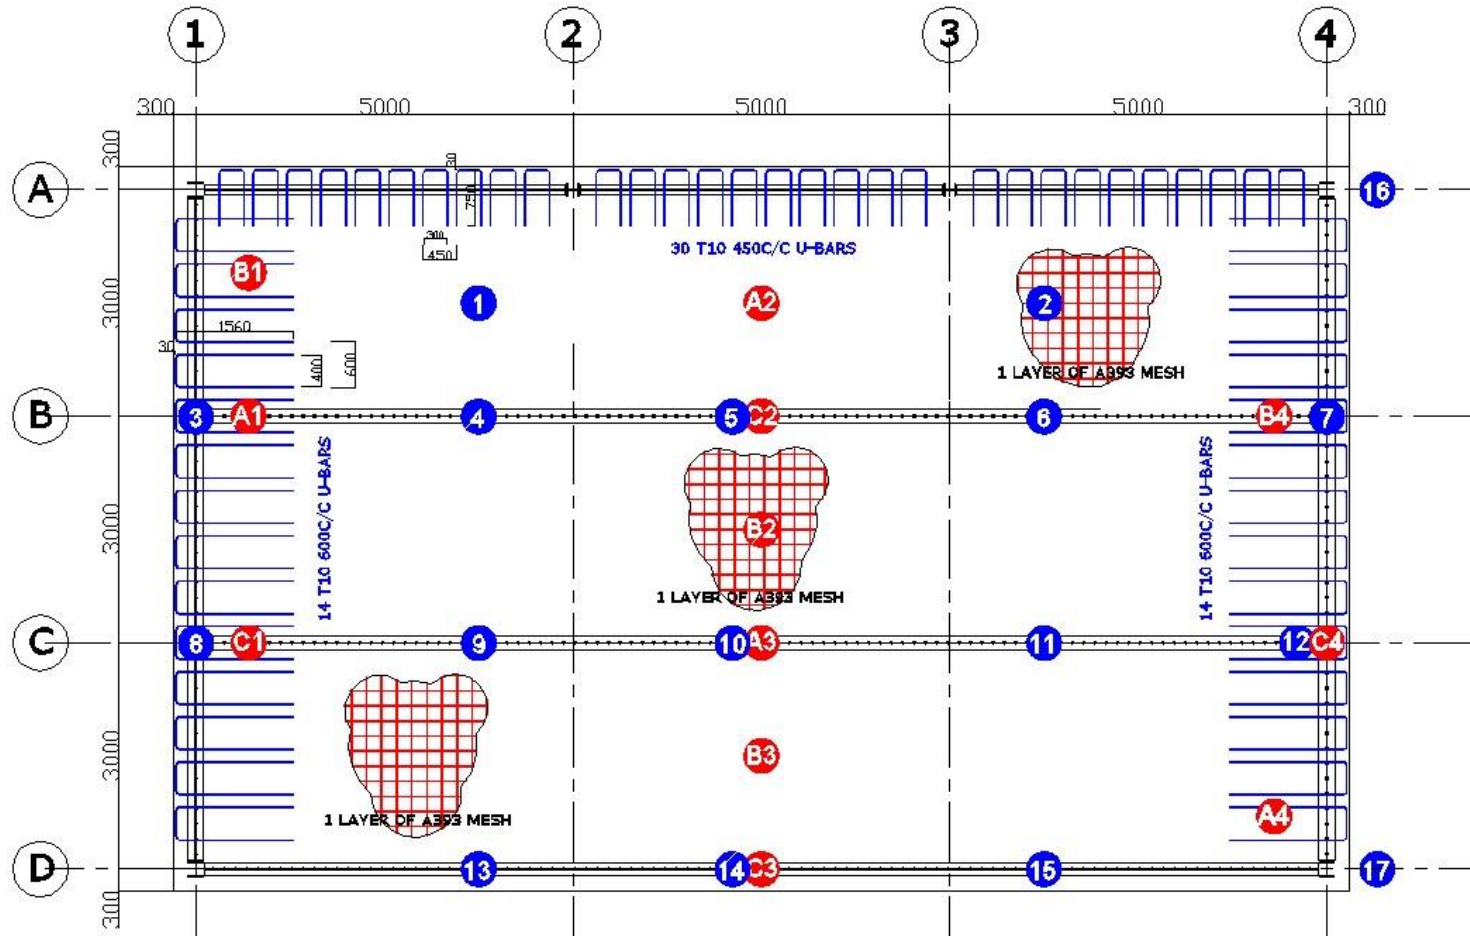 1 2 3 4
300 5000 5000 5000 300
300
30
A
16
750
300
450
30 T10 450C/C U-BARS
B1
3000
1 A2 2
1560
30
400
600
1 LAYER OF A393 MESH
B
3 A1 4 5 C2 6 B4 7
14 T10 600C/C U-BARS
14 T10 600C/C U-BARS
3000
B2
1 LAYER OF A393 MESH
C
8 C1 9 10 A3 11 12 C4
3000
B3
1 LAYER OF A393 MESH
A4
D
13 14 C3 15 17
300